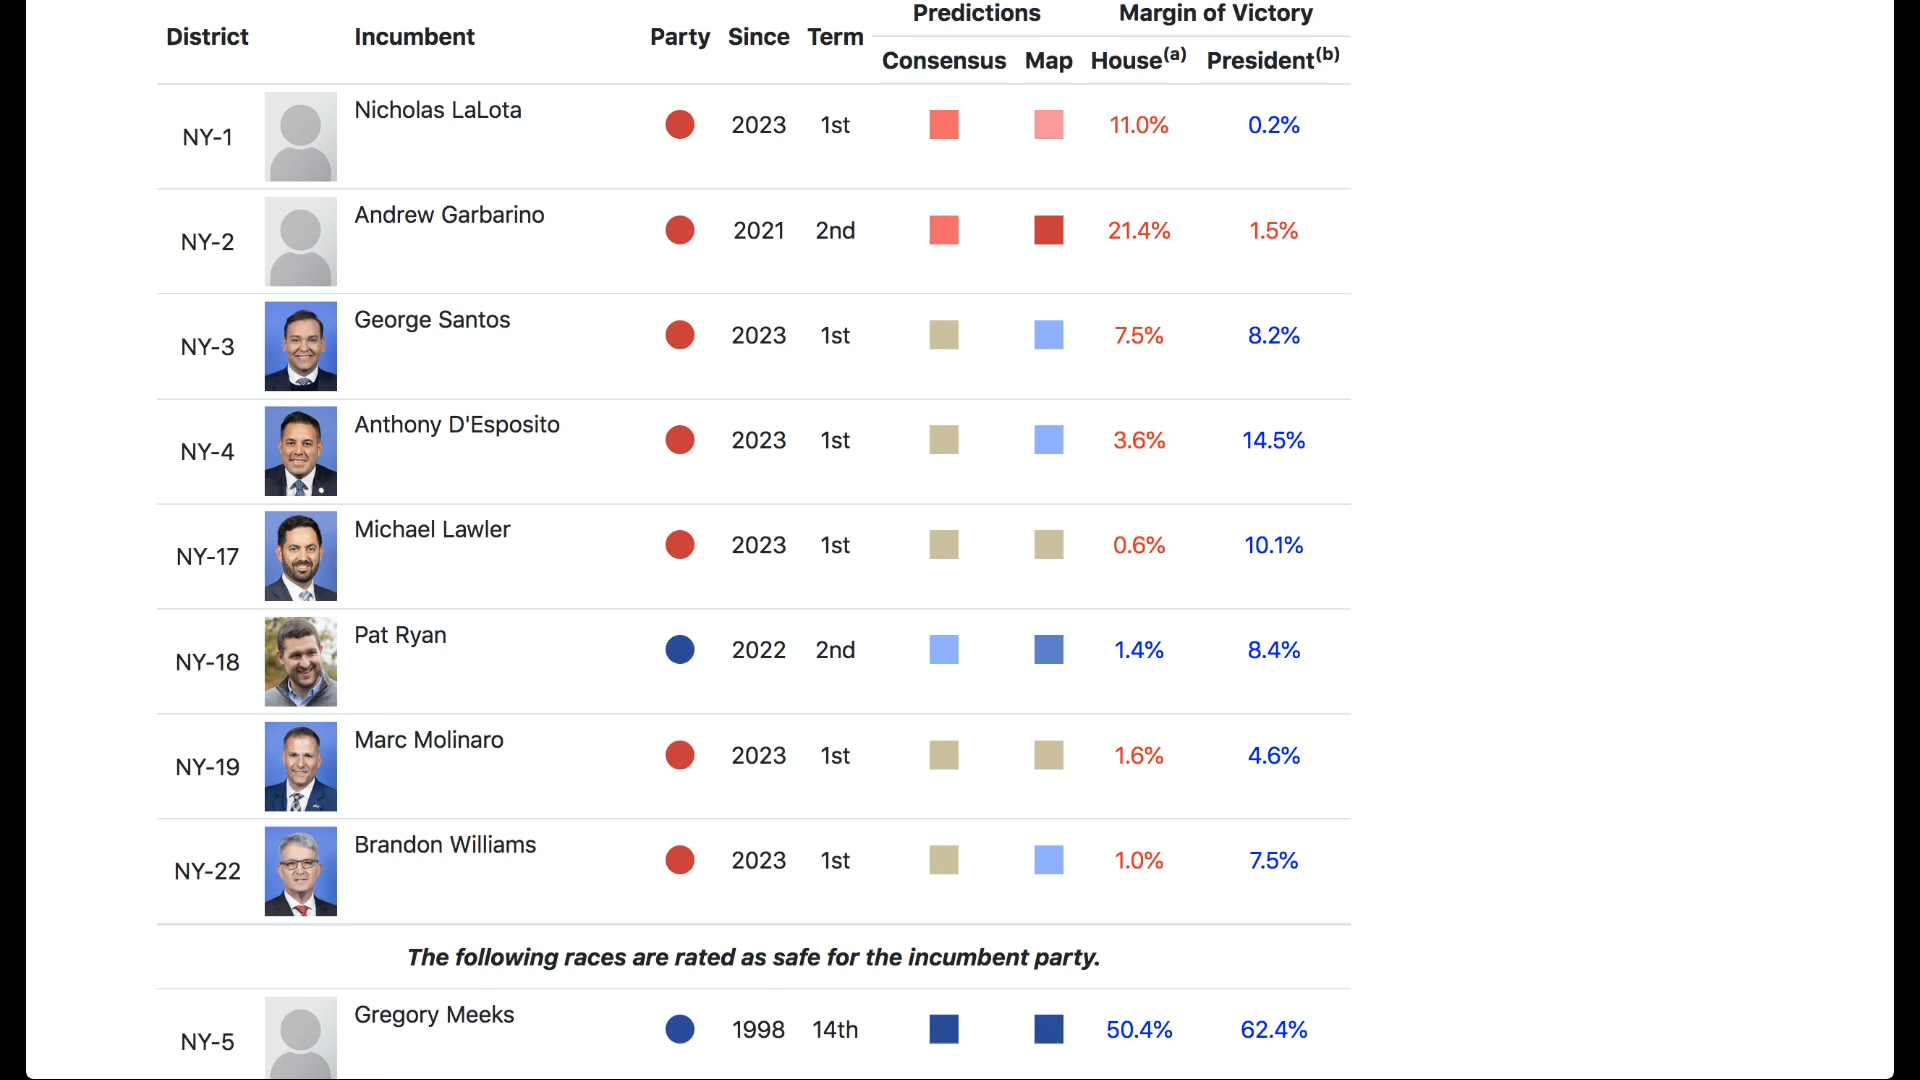 Predictions Margin of Victory
District Incumbent Party Since Term
Consensus Map House(a) President(b)
NY-1 Nicholas LaLota 2023 1st 11.0% 0.2%
NY-2 Andrew Garbarino 2021 2nd 21.4% 1.5%
NY-3 George Santos 2023 1st 7.5% 8.2%
NY-4 Anthony D'Esposito 2023 1st 3.6% 14.5%
NY-17 Michael Lawler 2023 1st 0.6% 10.1%
NY-18 Pat Ryan 2022 2nd 1.4% 8.4%
NY-19 Marc Molinaro 2023 1st 1.6% 4.6%
NY-22 Brandon Williams 2023 1st 1.0% 7.5%
The following races are rated as safe for the incumbent party.
NY-5 Gregory Meeks 1998 14th 50.4% 62.4%